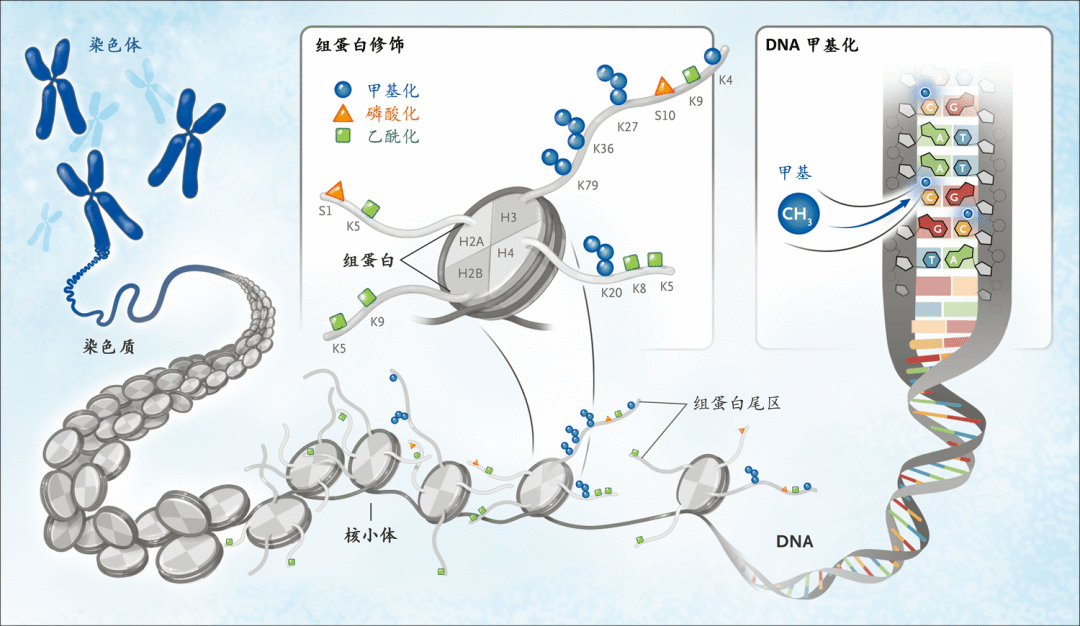 染色体
染色质
组蛋白修饰
甲基化
磷酸化
乙酰化
K4
K9
S10
K27
K36
K79
S1
K5
H3
H2A
H4
H2B
组蛋白
K20
K8
K5
K9
K5
DNA 甲基化
C G
A T
A T
甲基
CH3
C G
G C
T A
组蛋白尾区
核小体
DNA